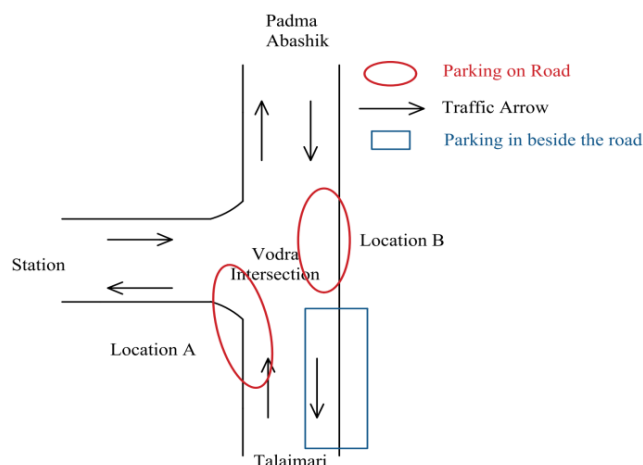 Padma
Abashik
Parking on Road
Traffic Arrow
Parking in beside the road
Vodra
Intersection
Location B
Station
Location A
Talaimari